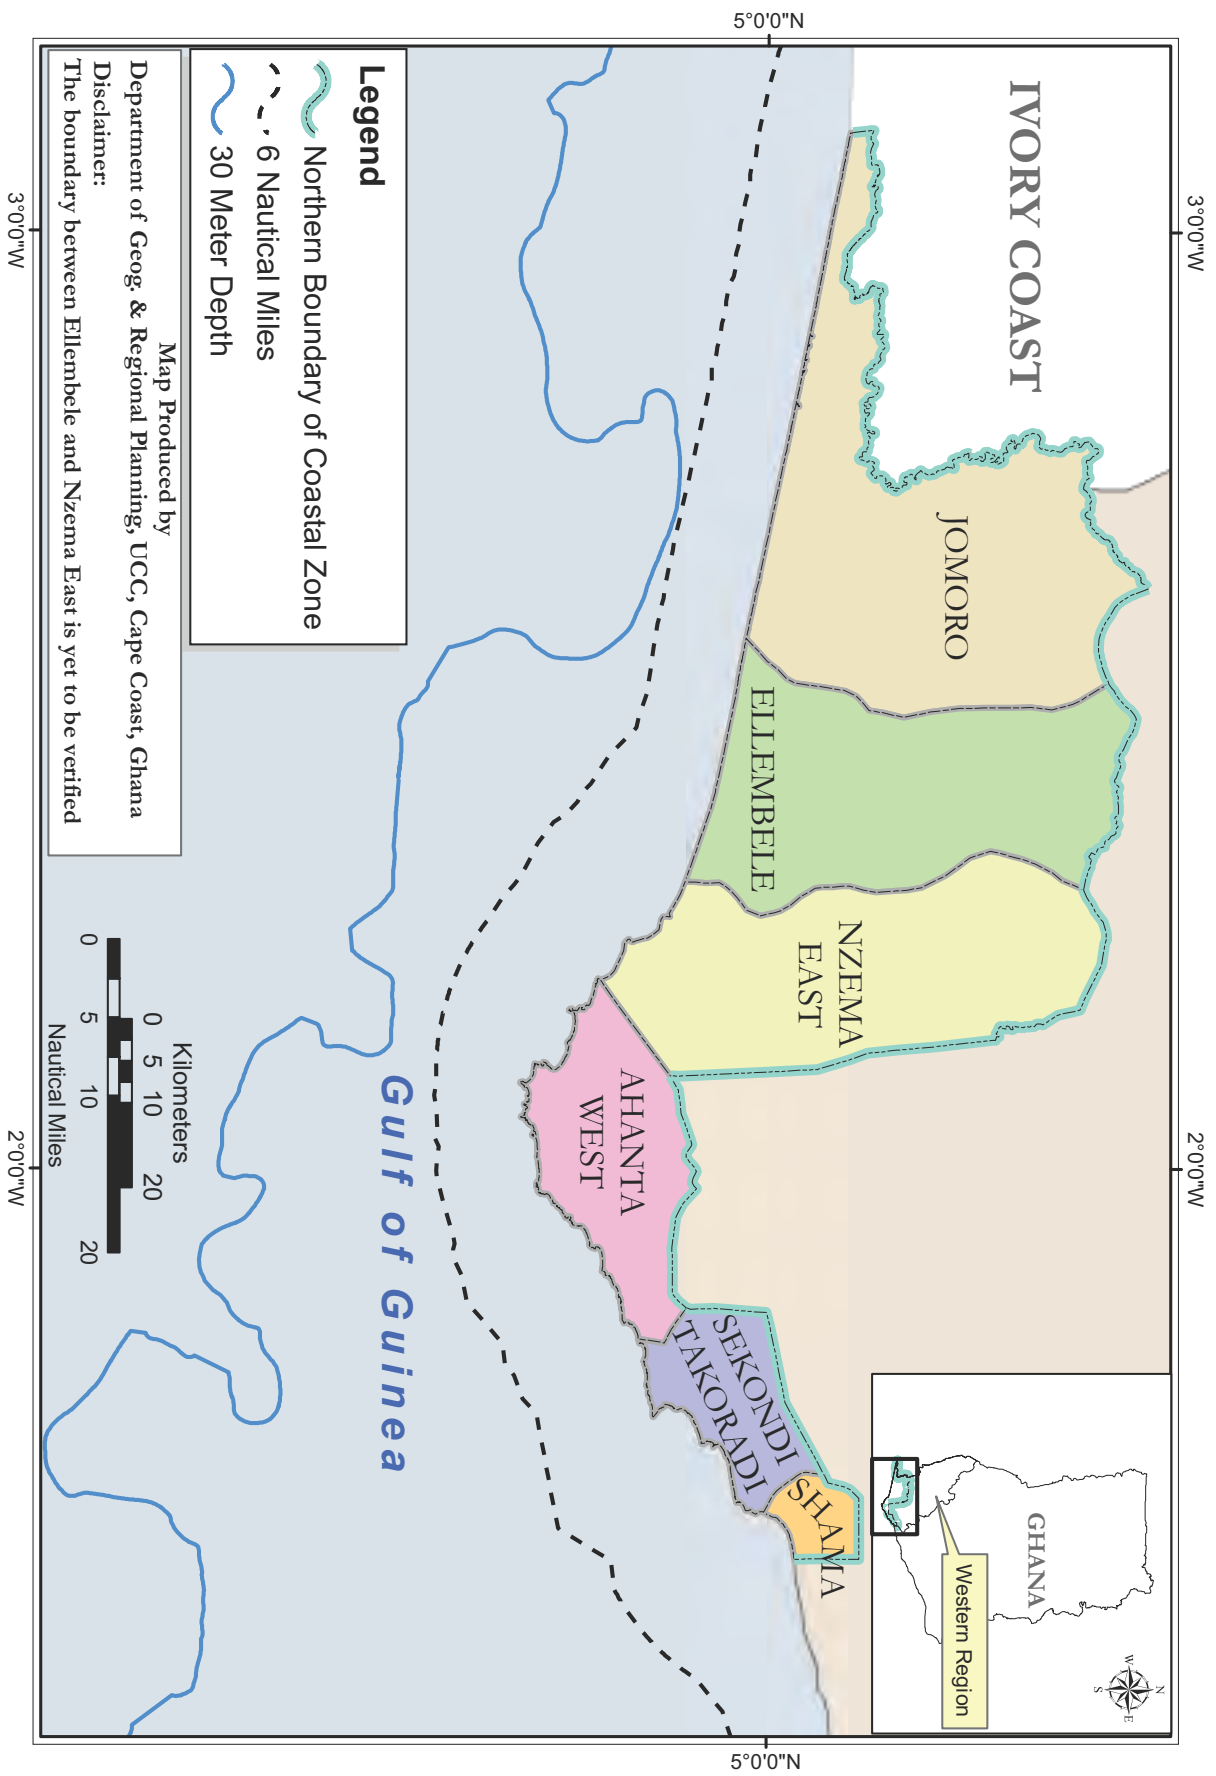 3°0'0"W
2°0'0"W
5°0'0"N
5°0'0"N
3°0'0"W
2°0'0"W
IVORY COAST
JOMORO
ELLEMBELE
NZEMA
EAST
AHANTA
WEST
SEKONDI
TAKORADI
SHAMA
GHANA
Western Region
N
W
E
S
Gulf of Guinea
Legend
Northern Boundary of Coastal Zone
6 Nautical Miles
30 Meter Depth
Kilometers
0 5 10 20
0 5 10 20
Nautical Miles
Map Produced by
Department of Geog. & Regional Planning, UCC, Cape Coast, Ghana
Disclaimer:
The boundary between Ellembele and Nzema East is yet to be verified